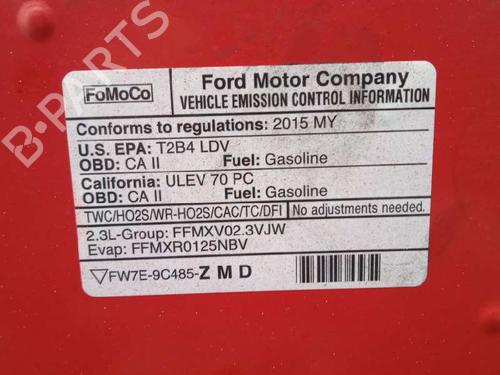 FoMoCo
Ford Motor Company
VEHICLE EMISSION CONTROL INFORMATION
Conforms to regulations: 2015 MY
U.S. EPA: T2B4 LDV
OBD: CA II Fuel: Gasoline
California: ULEV 70 PC
OBD: CA II Fuel: Gasoline
TWC/HO2S/WR-HO2S/CAC/TC/DFI No adjustments needed.
2.3L-Group: FFMXV02.3VJW
Evap: FFMXR0125NBV
FW7E-9C485-Z M D
B-PARTS